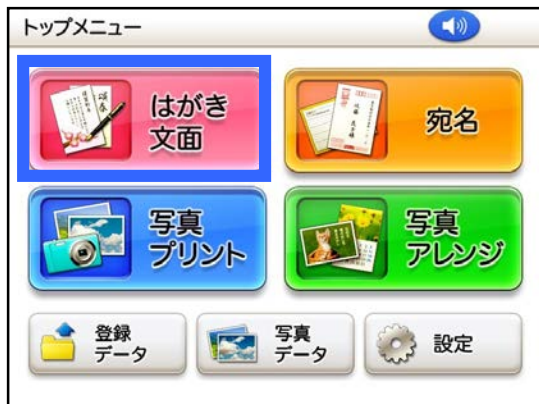 トップメニュー
はがき
文面
宛名
写真
プリント
写真
アレンジ
登録
データ
写真
データ
設定